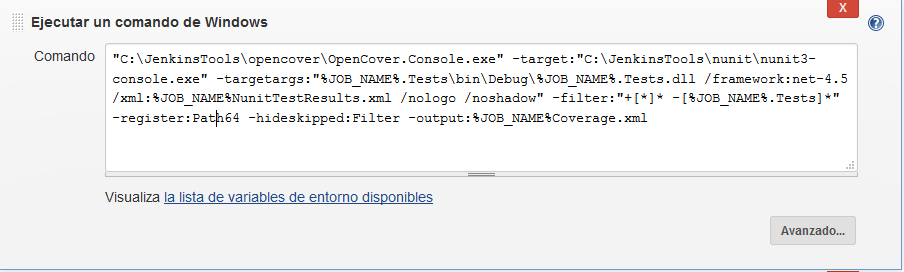 X
Ejecutar un comando de Windows
Comando
"C:\JenkinsTools\opencover\OpenCover.Console.exe" -target:"C:\JenkinsTools\nunit\nunit3-
console.exe" -targetargs:"%JOB_NAME%.Tests\bin\Debug\%JOB_NAME%.Tests.dll /framework:net-4.5
/xml:%JOB_NAME%NunitTestResults.xml /nologo /noshadow" -filter:"+[*]* -[%JOB_NAME%.Tests]*"
-register:Path64 -hideskipped:Filter -output:%JOB_NAME%Coverage.xml
Visualiza la lista de variables de entorno disponibles
Avanzado...